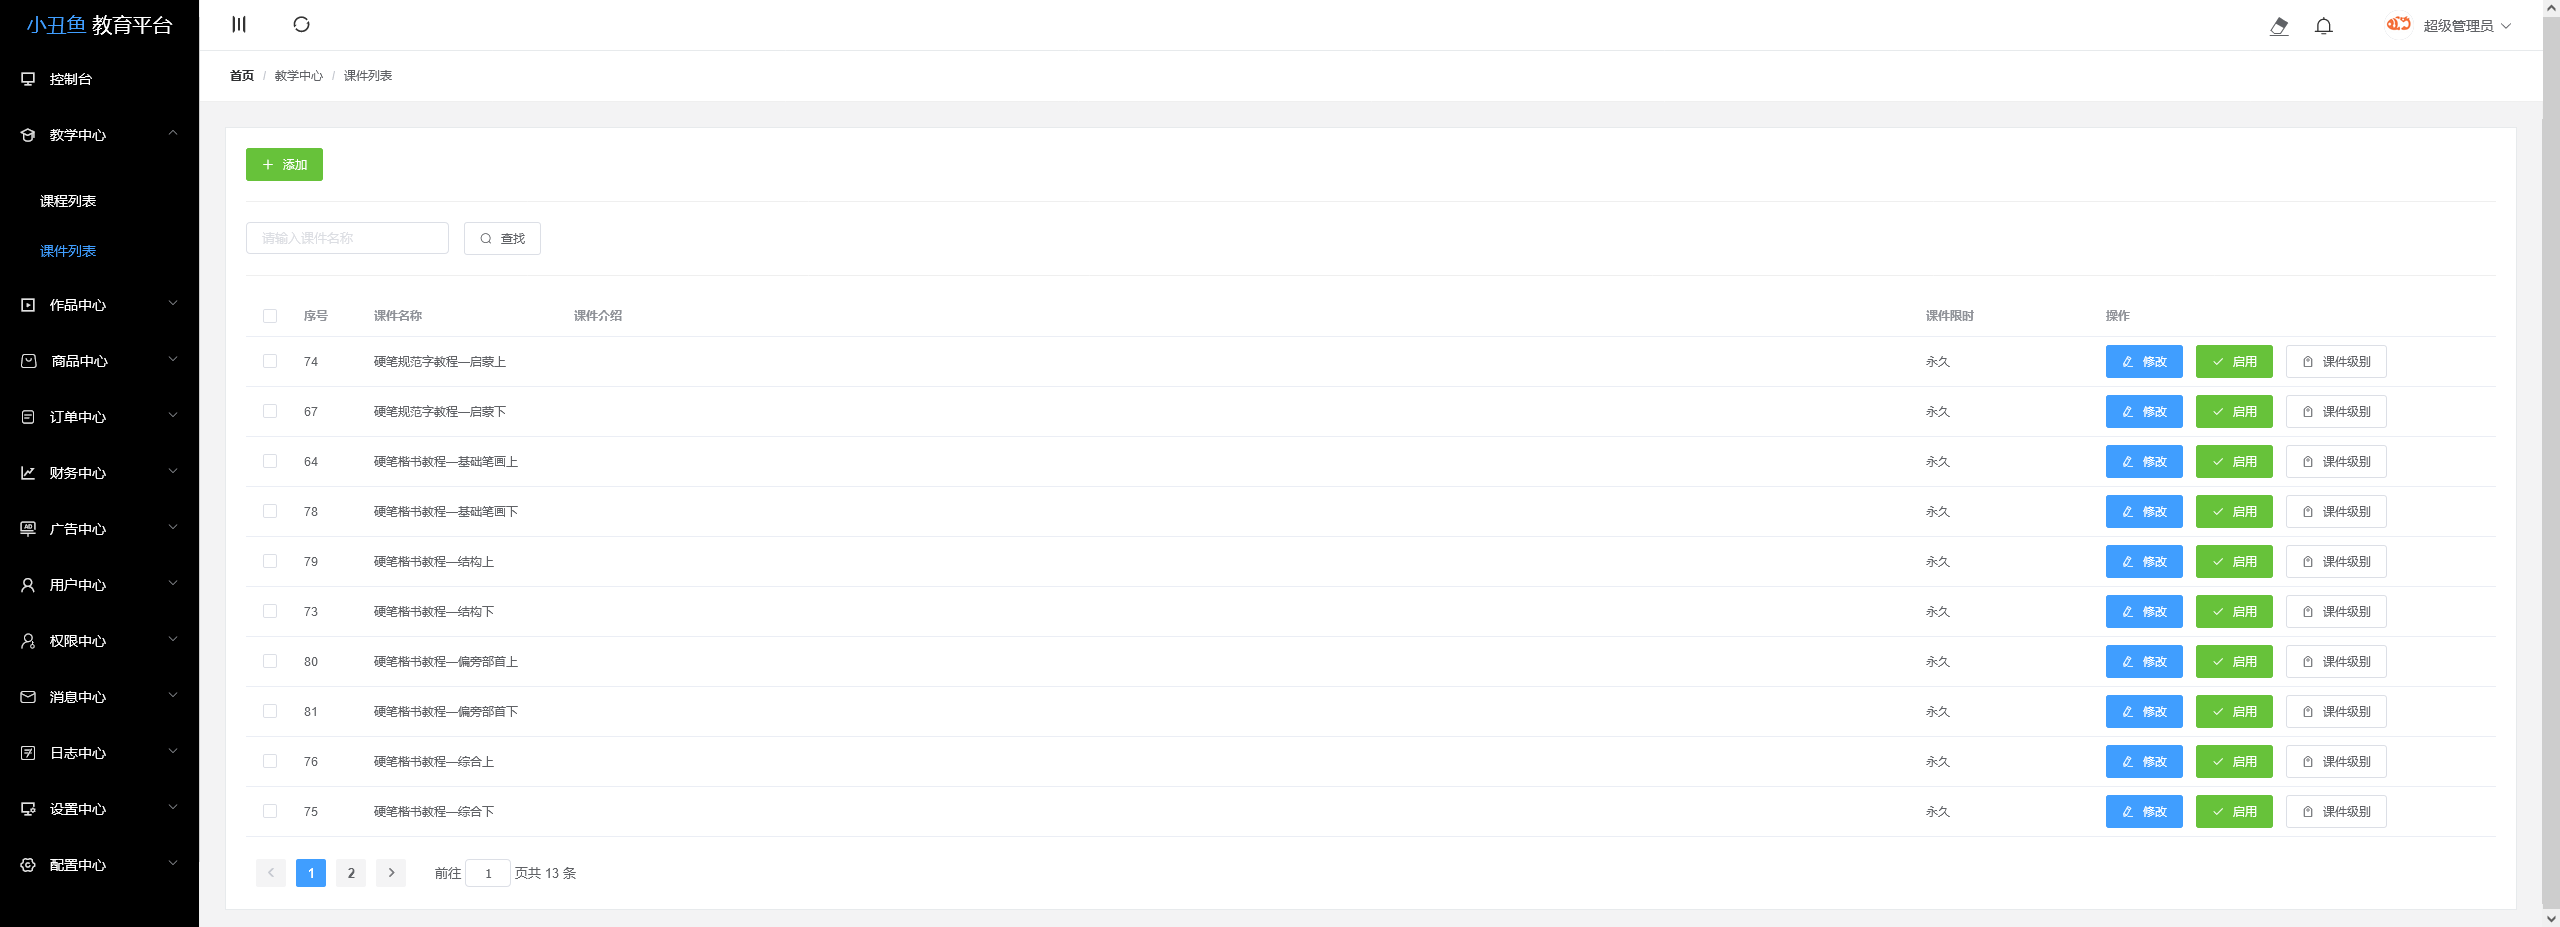 小丑鱼 教育平台
超级管理员
控制台
教学中心
课程列表
课件列表
作品中心
商品中心
订单中心
财务中心
广告中心
用户中心
权限中心
消息中心
日志中心
设置中心
配置中心
首页 / 教学中心 / 课件列表
添加
请输入课件名称 查找
序号 课件名称 课件介绍 课件限时 操作
74 硬笔规范字教程—启蒙上 永久 修改 启用 课件级别
67 硬笔规范字教程—启蒙下 永久 修改 启用 课件级别
64 硬笔楷书教程—基础笔画上 永久 修改 启用 课件级别
78 硬笔楷书教程—基础笔画下 永久 修改 启用 课件级别
79 硬笔楷书教程—结构上 永久 修改 启用 课件级别
73 硬笔楷书教程—结构下 永久 修改 启用 课件级别
80 硬笔楷书教程—偏旁部首上 永久 修改 启用 课件级别
81 硬笔楷书教程—偏旁部首下 永久 修改 启用 课件级别
76 硬笔楷书教程—综合上 永久 修改 启用 课件级别
75 硬笔楷书教程—综合下 永久 修改 启用 课件级别
1 2 前往 1 页共 13 条